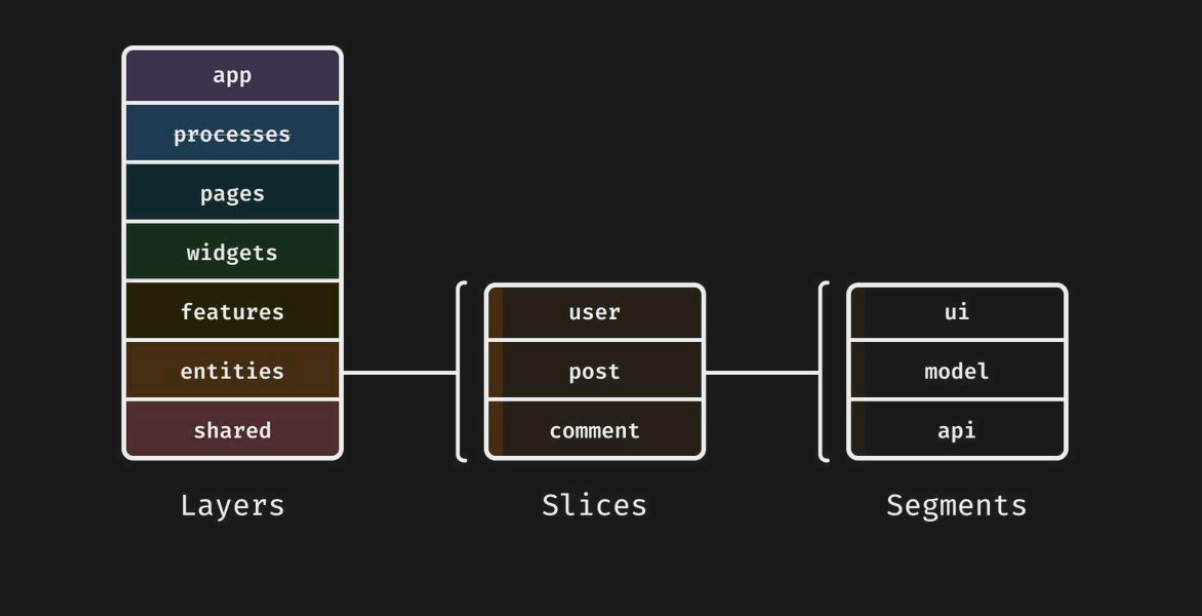 app
processes
pages
widgets
features
entities
shared
Layers
user
post
comment
Slices
ui
model
api
Segments